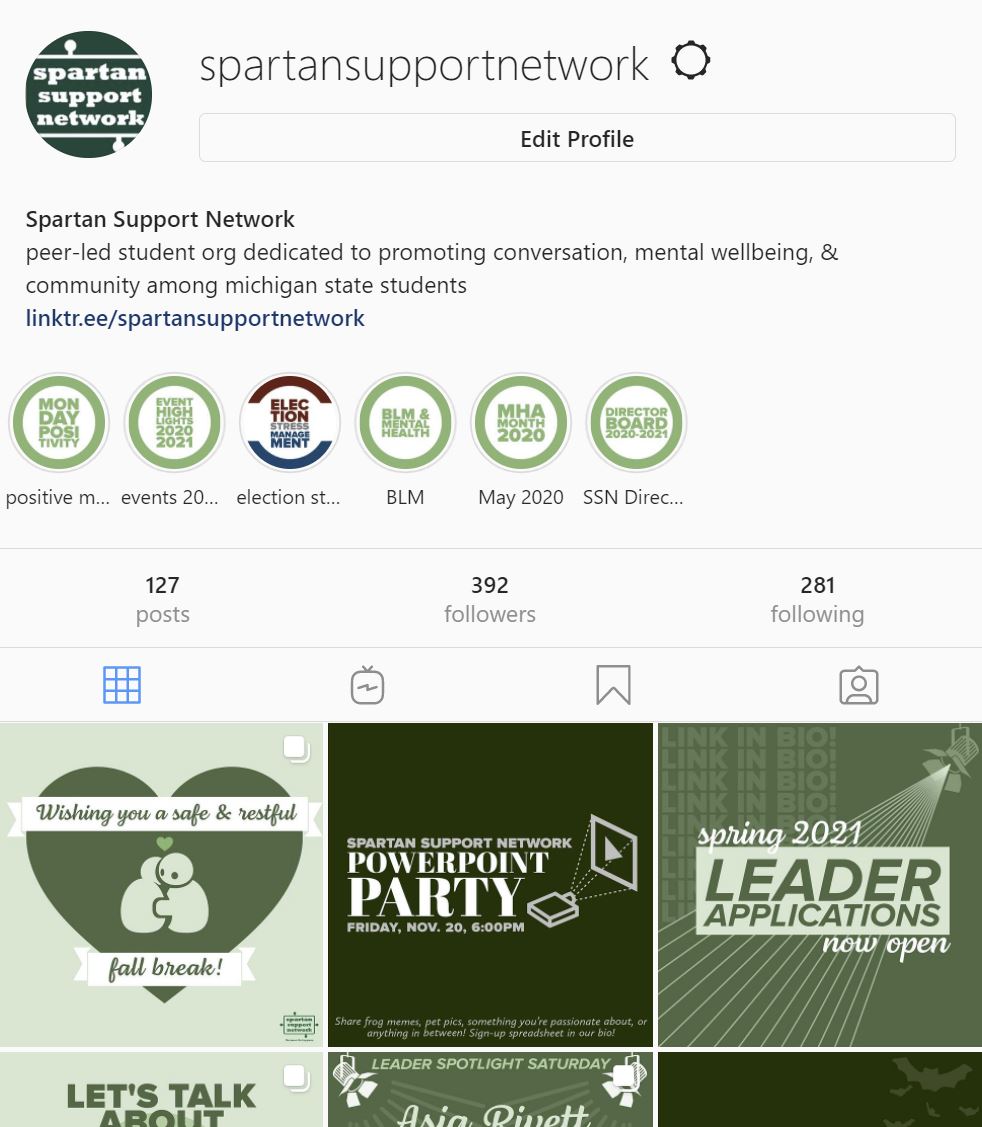 spartan
support
network
spartansupportnetwork
Edit Profile
Spartan Support Network
peer-led student org dedicated to promoting conversation, mental wellbeing, &
community among michigan state students
linktr.ee/spartansupportnetwork
MON
DAY
POSI
TIVITY
EVENT
HIGH
LIGHTS
2020
2021
ELEC
TION
STRESS
MANAGE
MENT
BLM &
MENTAL
HEALTH
MHA
MONTH
2020
DIRECTOR
BOARD
2020-2021
positive m...
events 20...
election st...
BLM
May 2020
SSN Direc...
127
posts
392
followers
281
following
Wishing you a safe & restful
fall break!
spartan
support
network
SPARTAN SUPPORT NETWORK
POWERPOINT
PARTY
FRIDAY, NOV. 20, 6:00PM
Share frog memes, pet pics, something you're passionate about, or
anything in between! Sign-up spreadsheet in our bio!
LINK IN BIO!
LINK IN BIO!
LINK IN BIO!
LINK IN BIO!
spring 2021
LEADER
APPLICATIONS
now open
LET'S TALK
ABOUT
LEADER SPOTLIGHT SATURDAY
Asia Rivett